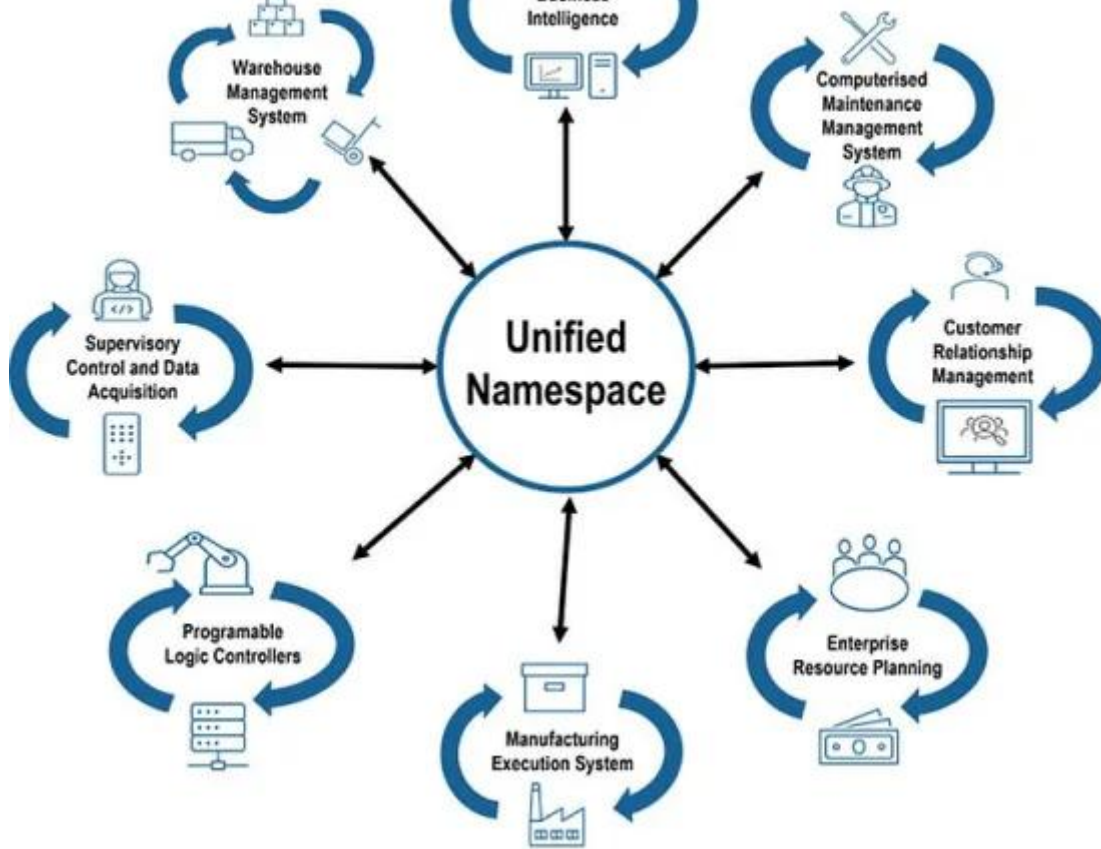 Intelligence
Warehouse
Management
System
Computerised
Maintenance
Management
System
Supervisory
Control and Data
Acquisition
</>
Unified
Namespace
Customer
Relationship
Management
Programable
Logic Controllers
Enterprise
Resource Planning
Manufacturing
Execution System